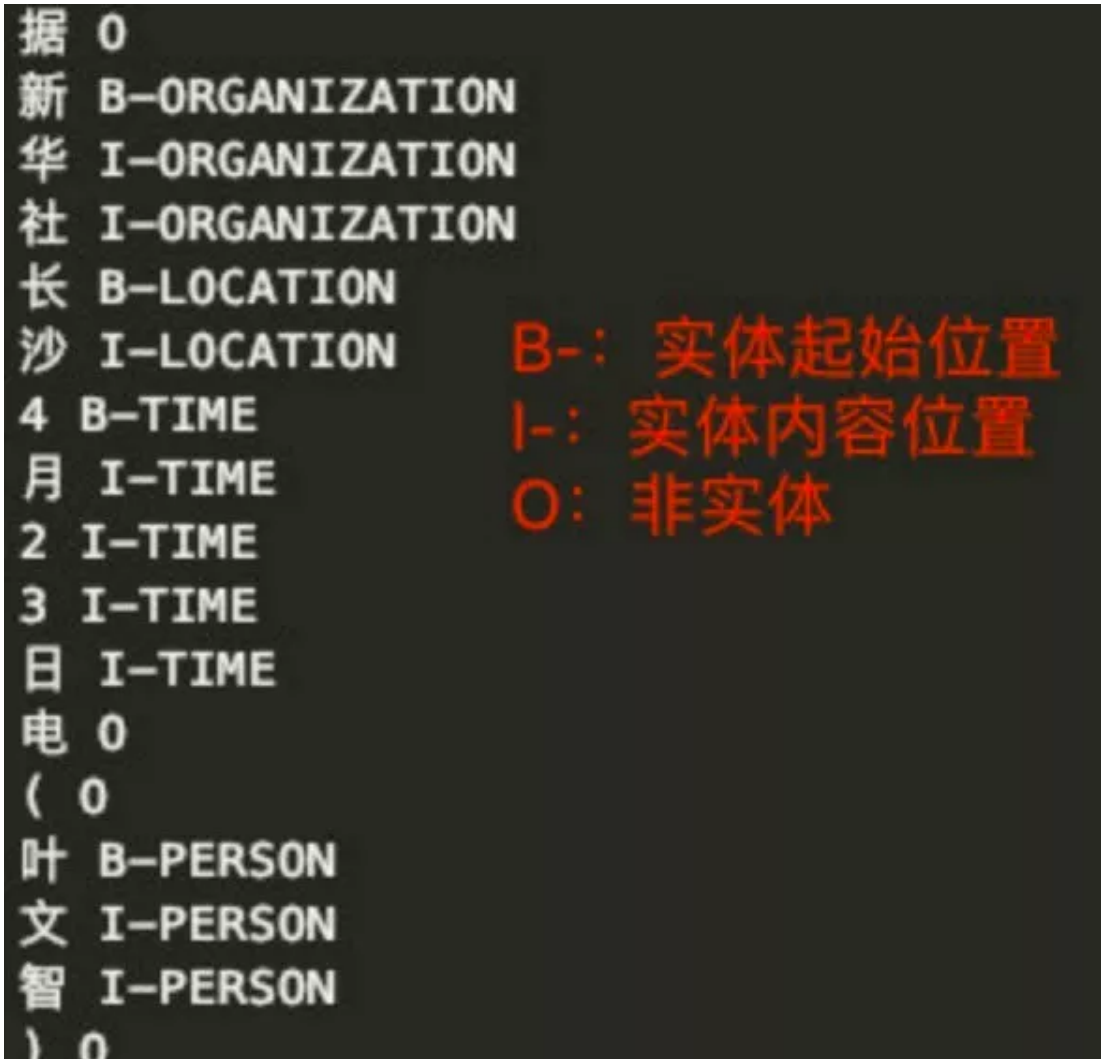 据 O
新 B-ORGANIZATION
华 I-ORGANIZATION
社 I-ORGANIZATION
长 B-LOCATION
沙 I-LOCATION
4 B-TIME
月 I-TIME
2 I-TIME
3 I-TIME
日 I-TIME
电 O
( O
叶 B-PERSON
文 I-PERSON
智 I-PERSON
) O
B-：实体起始位置
I-：实体内容位置
O：非实体